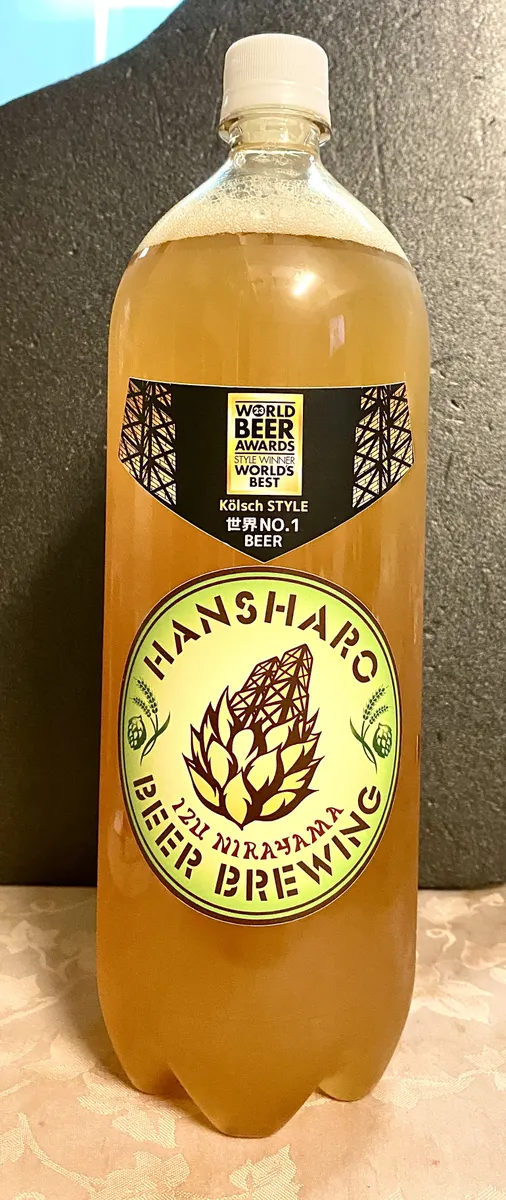 WORLD
23
BEER
AWARDS
STYLE WINNER
WORLD'S
BEST
Kölsch STYLE
世界NO.1
BEER
HANSHARO
IZU NIRAYAMA
BEER BREWING